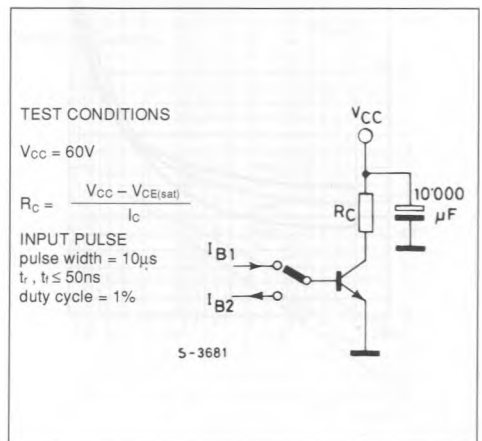 TEST CONDITIONS
VCC = 60V
RC = VCC – VCE(sat)
IC
INPUT PULSE
pulse width = 10µs
tr , tf ≤ 50ns
duty cycle = 1%
VCC
RC
10'000
µF
IB1
IB2
S-3681